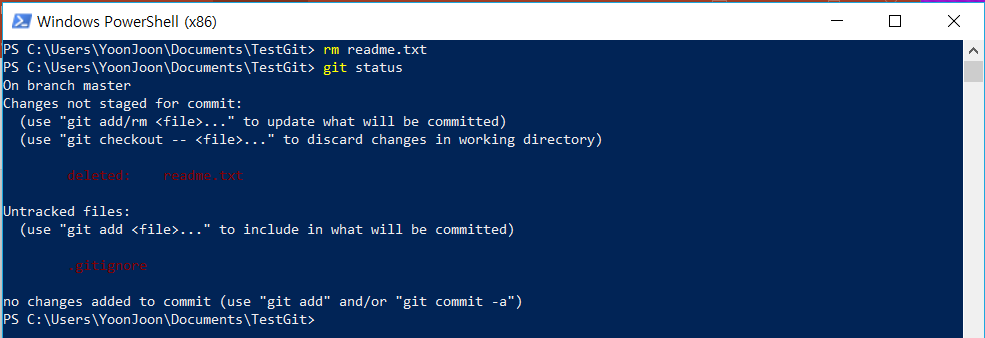 Windows PowerShell (x86)
PS C:\Users\YoonJoon\Documents\TestGit> rm readme.txt
PS C:\Users\YoonJoon\Documents\TestGit> git status
On branch master
Changes not staged for commit:
  (use "git add/rm <file>..." to update what will be committed)
  (use "git checkout -- <file>..." to discard changes in working directory)
deleted:    readme.txt
Untracked files:
  (use "git add <file>..." to include in what will be committed)
.gitignore
no changes added to commit (use "git add" and/or "git commit -a")
PS C:\Users\YoonJoon\Documents\TestGit>